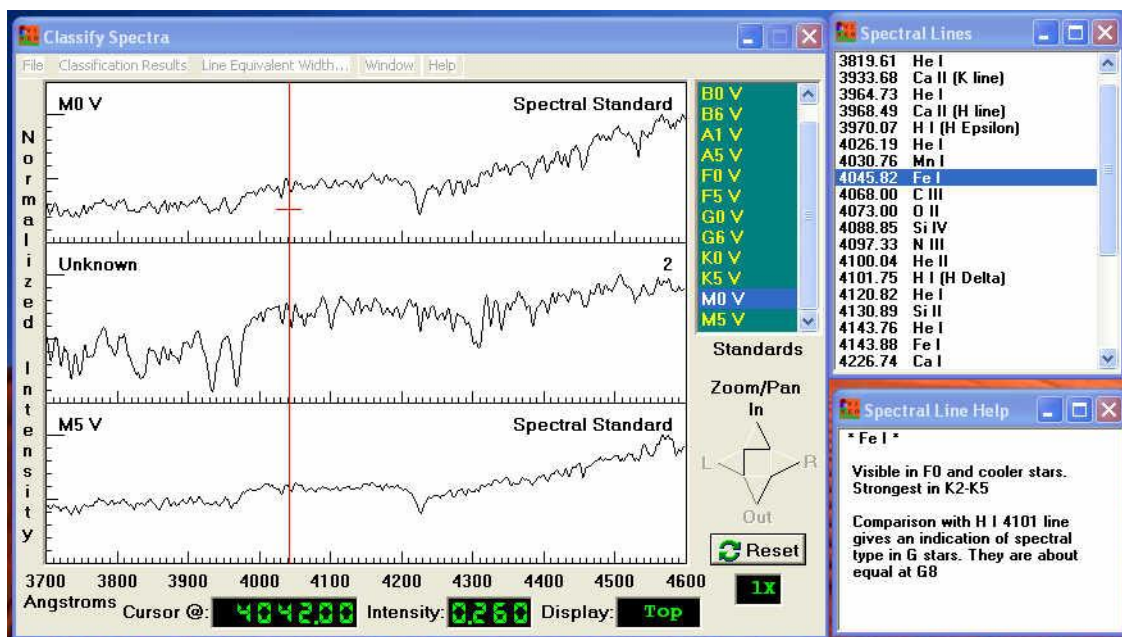 Classify Spectra
File Classification Results Line Equivalent Width... Window Help
Normalized Intensity
M0 V Spectral Standard
Unknown 2
M5 V Spectral Standard
3700 3800 3900 4000 4100 4200 4300 4400 4500 4600
Angstroms
Cursor @: 4042.00 Intensity: 0.260 Display: Top
B0 V
B6 V
A1 V
A5 V
F0 V
F5 V
G0 V
G6 V
K0 V
K5 V
M0 V
M5 V
Standards
Zoom/Pan
In
L R
Out
Reset
1X
Spectral Lines
3819.61 He I
3933.68 Ca II (K line)
3964.73 He I
3968.49 Ca II (H line)
3970.07 H I (H Epsilon)
4026.19 He I
4030.76 Mn I
4045.82 Fe I
4068.00 C III
4073.00 O II
4088.85 Si IV
4097.33 N III
4100.04 He II
4101.75 H I (H Delta)
4120.82 He I
4130.89 Si II
4143.76 He I
4143.88 Fe I
4226.74 Ca I
Spectral Line Help
* Fe I *
Visible in F0 and cooler stars.
Strongest in K2-K5
Comparison with H I 4101 line
gives an indication of spectral
type in G stars. They are about
equal at G8